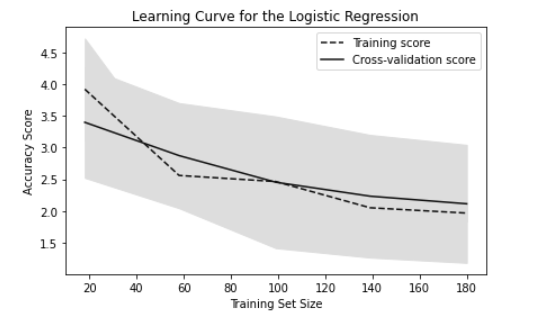 Learning Curve for the Logistic Regression
Training score
Cross-validation score
Accuracy Score
4.5
4.0
3.5
3.0
2.5
2.0
1.5
20 40 60 80 100 120 140 160 180
Training Set Size